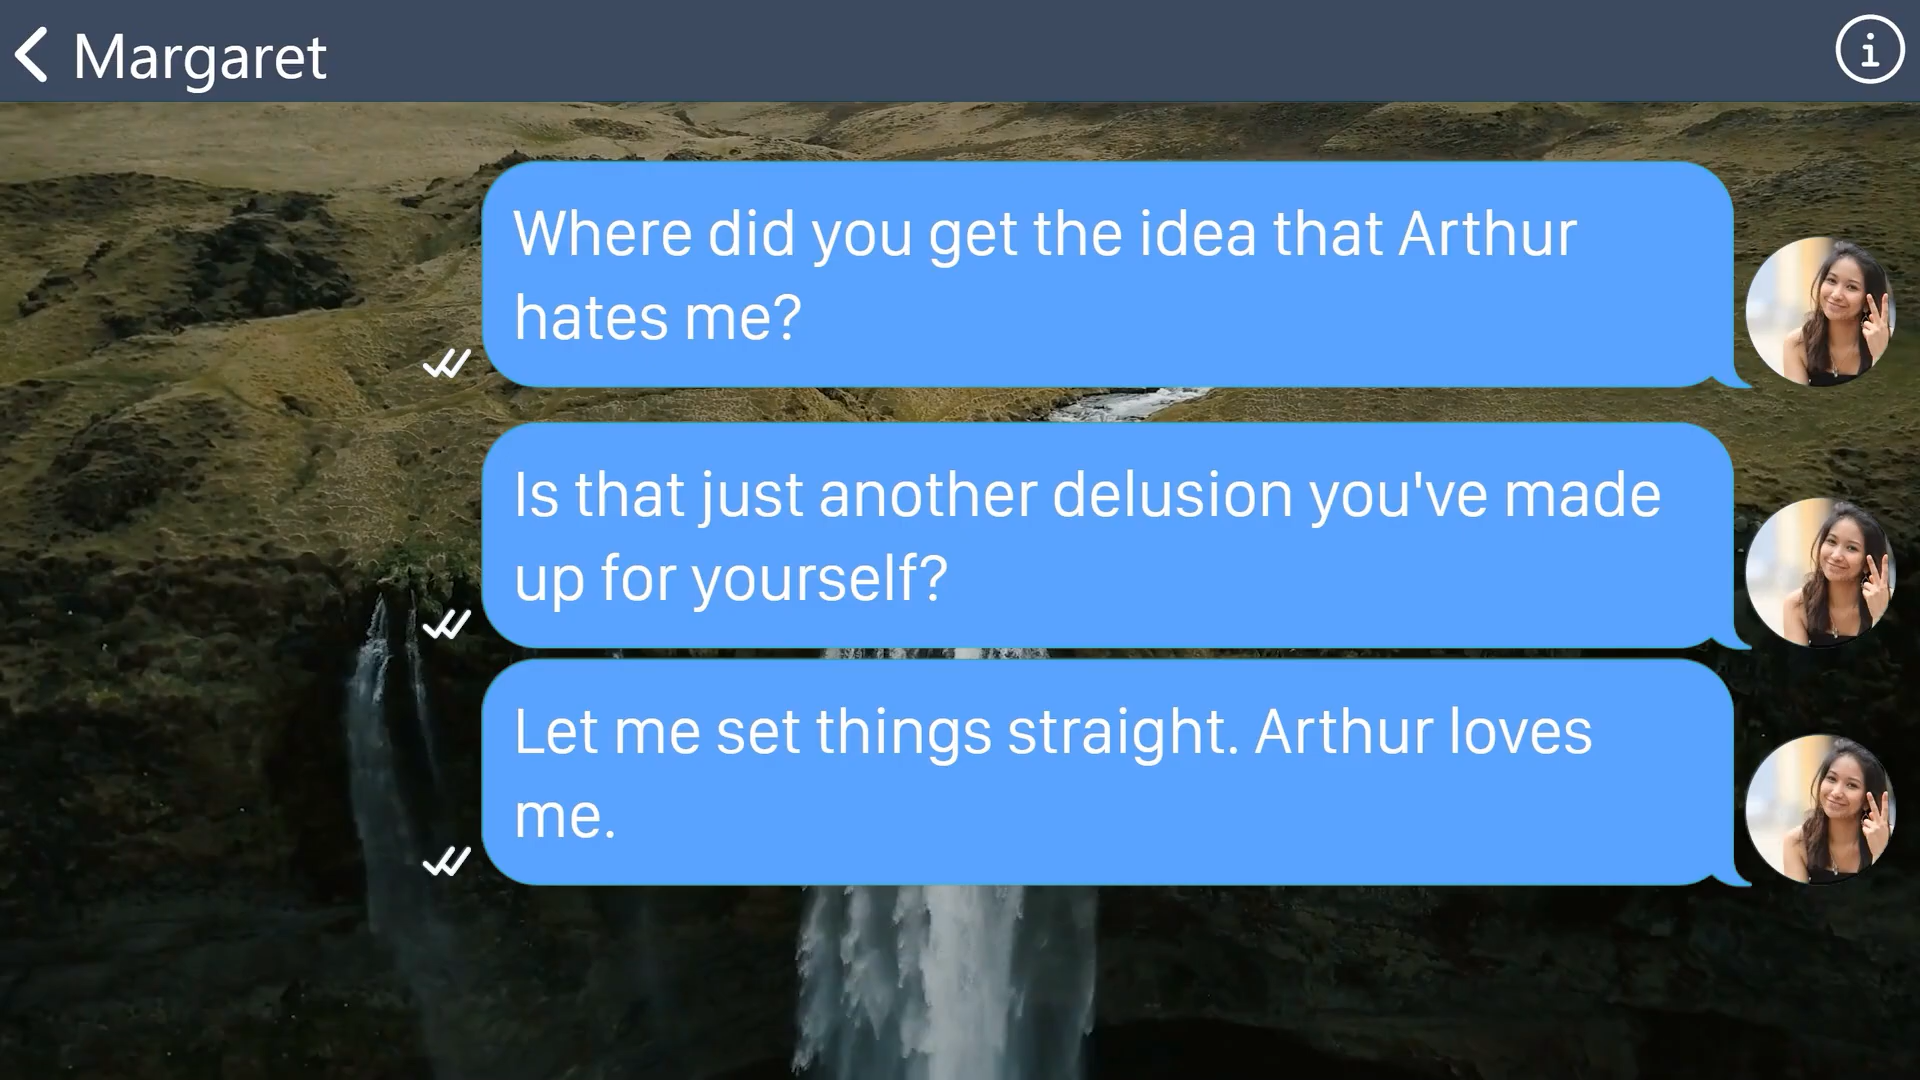 Margaret
Where did you get the idea that Arthur
hates me?
Is that just another delusion you've made
up for yourself?
Let me set things straight. Arthur loves
me.